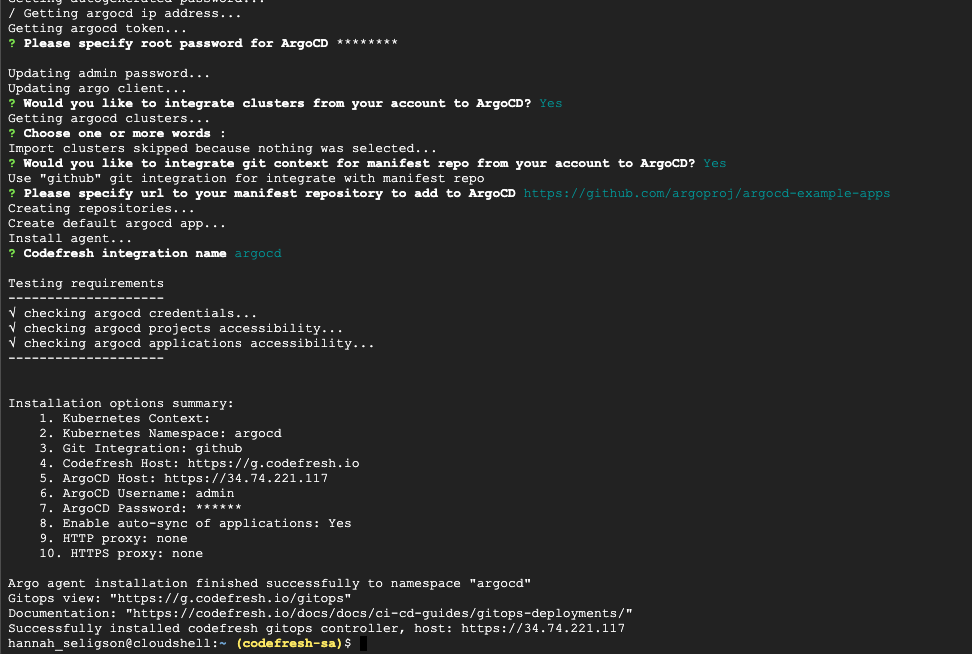 Getting autogenerated password...
/ Getting argocd ip address...
Getting argocd token...
? Please specify root password for ArgoCD ********
Updating admin password...
Updating argo client...
? Would you like to integrate clusters from your account to ArgoCD? Yes
Getting argocd clusters...
? Choose one or more words :
Import clusters skipped because nothing was selected...
? Would you like to integrate git context for manifest repo from your account to ArgoCD? Yes
Use "github" git integration for integrate with manifest repo
? Please specify url to your manifest repository to add to ArgoCD https://github.com/argoproj/argocd-example-apps
Creating repositories...
Create default argocd app...
Install agent...
? Codefresh integration name argocd
Testing requirements
--------------------
√ checking argocd credentials...
√ checking argocd projects accessibility...
√ checking argocd applications accessibility...
--------------------
Installation options summary:
1. Kubernetes Context:
2. Kubernetes Namespace: argocd
3. Git Integration: github
4. Codefresh Host: https://g.codefresh.io
5. ArgoCD Host: https://34.74.221.117
6. ArgoCD Username: admin
7. ArgoCD Password: ******
8. Enable auto-sync of applications: Yes
9. HTTP proxy: none
10. HTTPS proxy: none
Argo agent installation finished successfully to namespace "argocd"
Gitops view: "https://g.codefresh.io/gitops"
Documentation: "https://codefresh.io/docs/docs/ci-cd-guides/gitops-deployments/"
Successfully installed codefresh gitops controller, host: https://34.74.221.117
hannah_seligson@cloudshell:~ (codefresh-sa)$